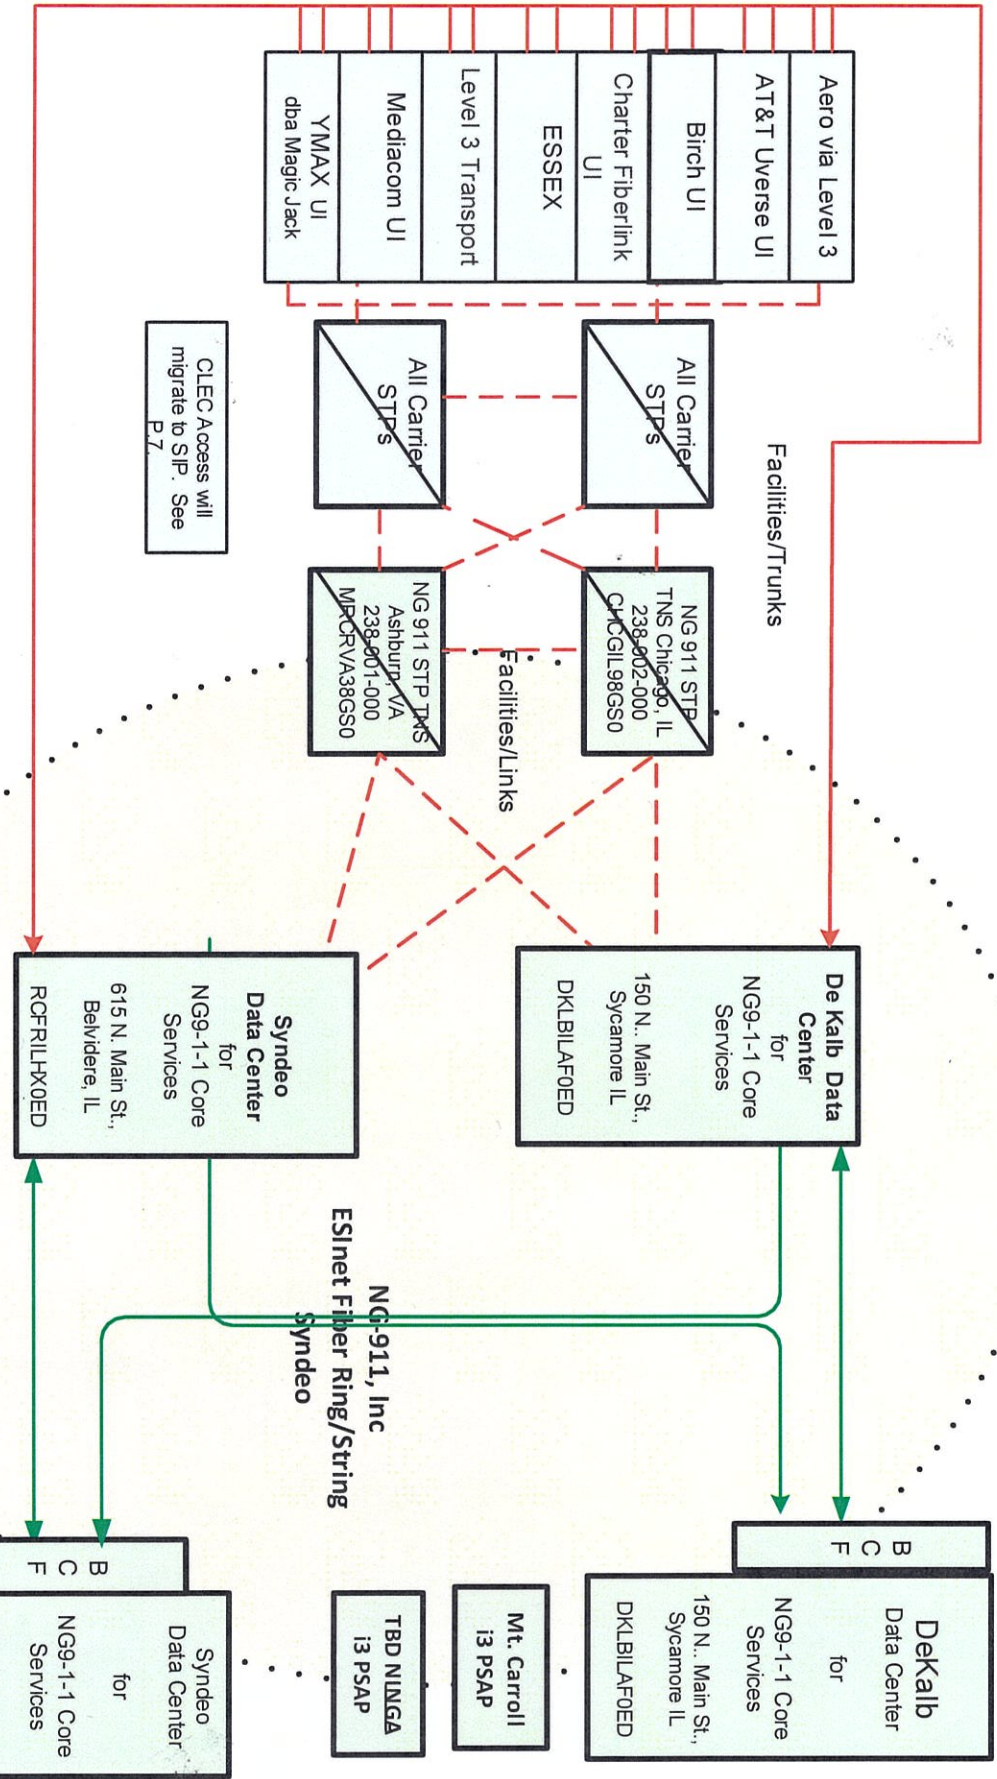 Aero via Level 3
AT&T Uverse UI
Birch UI
Charter Fiberlink
UI
ESSEX
Level 3 Transport
Mediacom UI
YMAX UI
dba Magic Jack
All Carrier
STPs
All Carrier
STPs
CLEC Access will
migrate to SIP. See
P.7.
Facilities/Trunks
NG 911 STP
TNS Chicago, IL
238-002-000
CHCGIL98GS0
NG 911 STP TNS
Ashburn, VA
238-001-000
MRCRVA38GS0
Facilities/Links
De Kalb Data
Center
for
NG9-1-1 Core
Services
150 N.. Main St.,
Sycamore IL
DKLBILAF0ED
Syndeo
Data Center
for
NG9-1-1 Core
Services
615 N. Main St.,
Belvidere, IL
RCFRILHX0ED
NG-911, Inc
ESInet Fiber Ring/String
Syndeo
B
C
F
DeKalb
Data Center
for
NG9-1-1 Core
Services
150 N.. Main St.,
Sycamore IL
DKLBILAF0ED
Mt. Carroll
i3 PSAP
TBD NINGA
i3 PSAP
B
C
F
Syndeo
Data Center
for
NG9-1-1 Core
Services